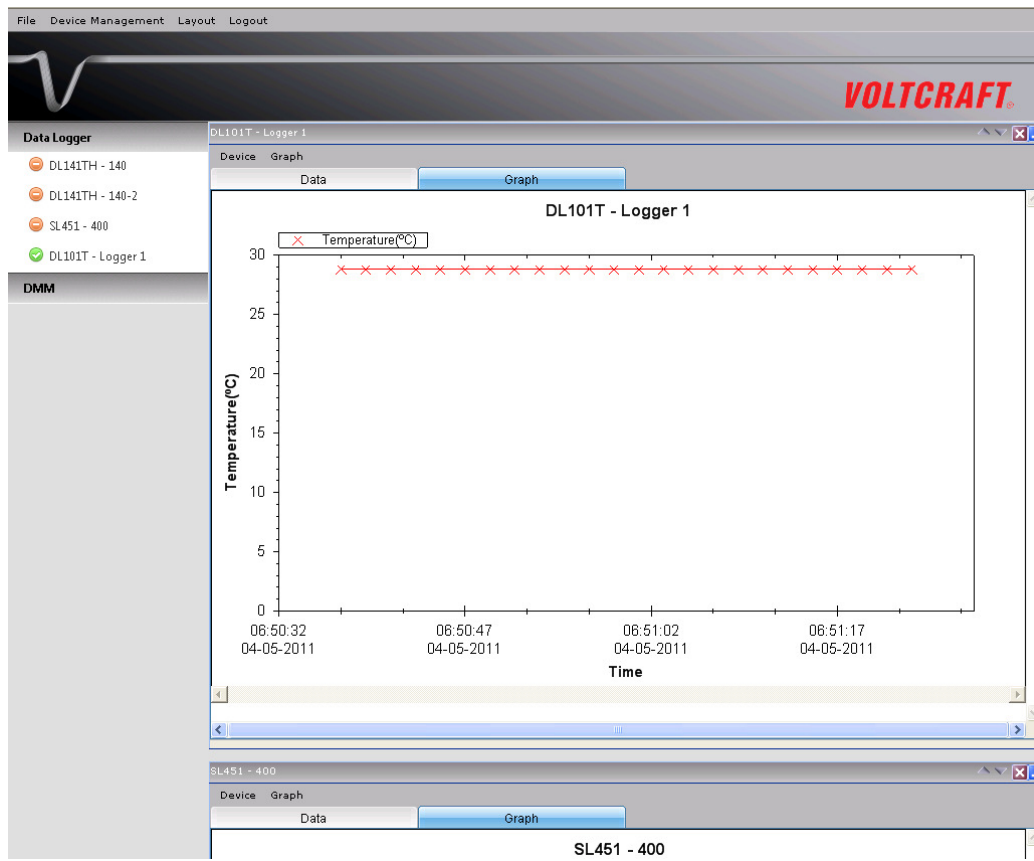 File Device Management Layout Logout
VOLTCRAFT®
Data Logger
DL141TH - 140
DL141TH - 140-2
SL451 - 400
DL101T - Logger 1
DMM
DL101T - Logger 1
Device Graph
Data Graph
DL101T - Logger 1
Temperature(ºC)
30
25
20
15
10
5
0
Temperature(ºC)
06:50:32 06:50:47 06:51:02 06:51:17
04-05-2011 04-05-2011 04-05-2011 04-05-2011
Time
SL451 - 400
Device Graph
Data Graph
SL451 - 400